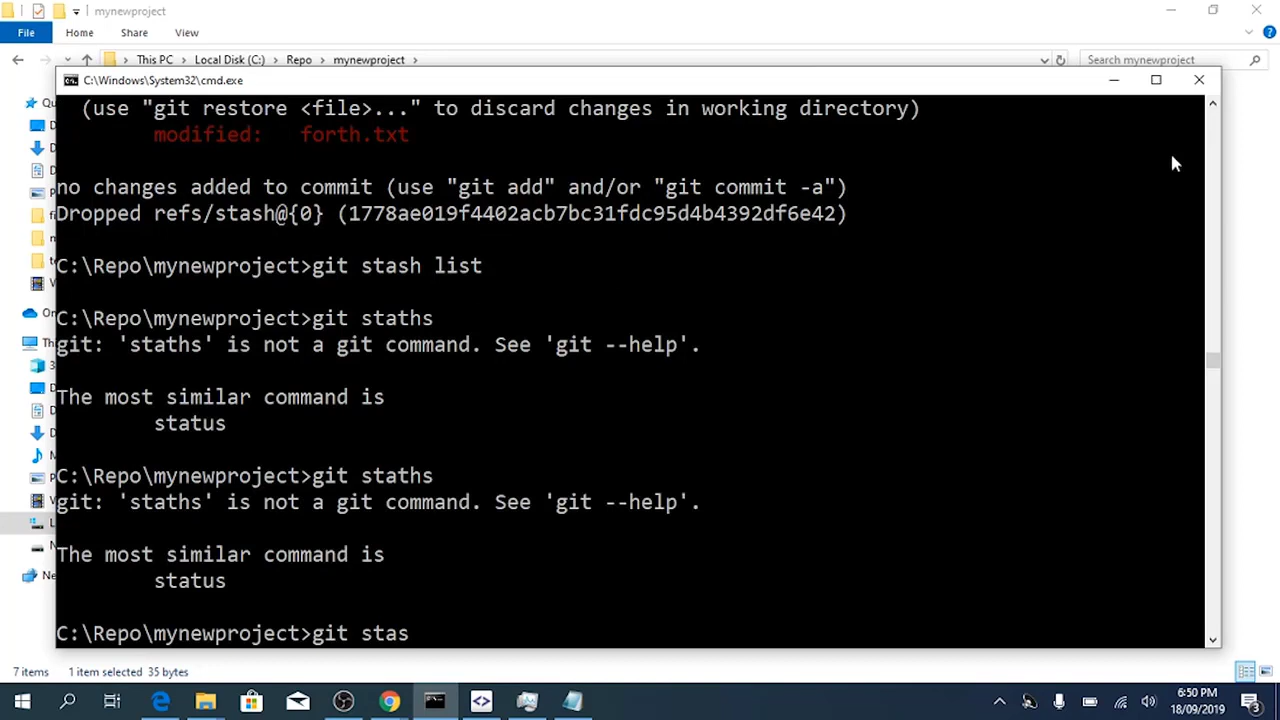 mynewproject
File Home Share View
This PC Local Disk (C:) Repo mynewproject
Search mynewproject
C:\Windows\System32\cmd.exe
(use "git restore <file>..." to discard changes in working directory)
modified: forth.txt
no changes added to commit (use "git add" and/or "git commit -a")
Dropped refs/stash@{0} (1778ae019f4402acb7bc31fdc95d4b4392df6e42)
C:\Repo\mynewproject>git stash list
C:\Repo\mynewproject>git staths
git: 'staths' is not a git command. See 'git --help'.
The most similar command is
status
C:\Repo\mynewproject>git staths
git: 'staths' is not a git command. See 'git --help'.
The most similar command is
status
C:\Repo\mynewproject>git stas
7 items 1 item selected 35 bytes
6:50 PM
18/09/2019
3